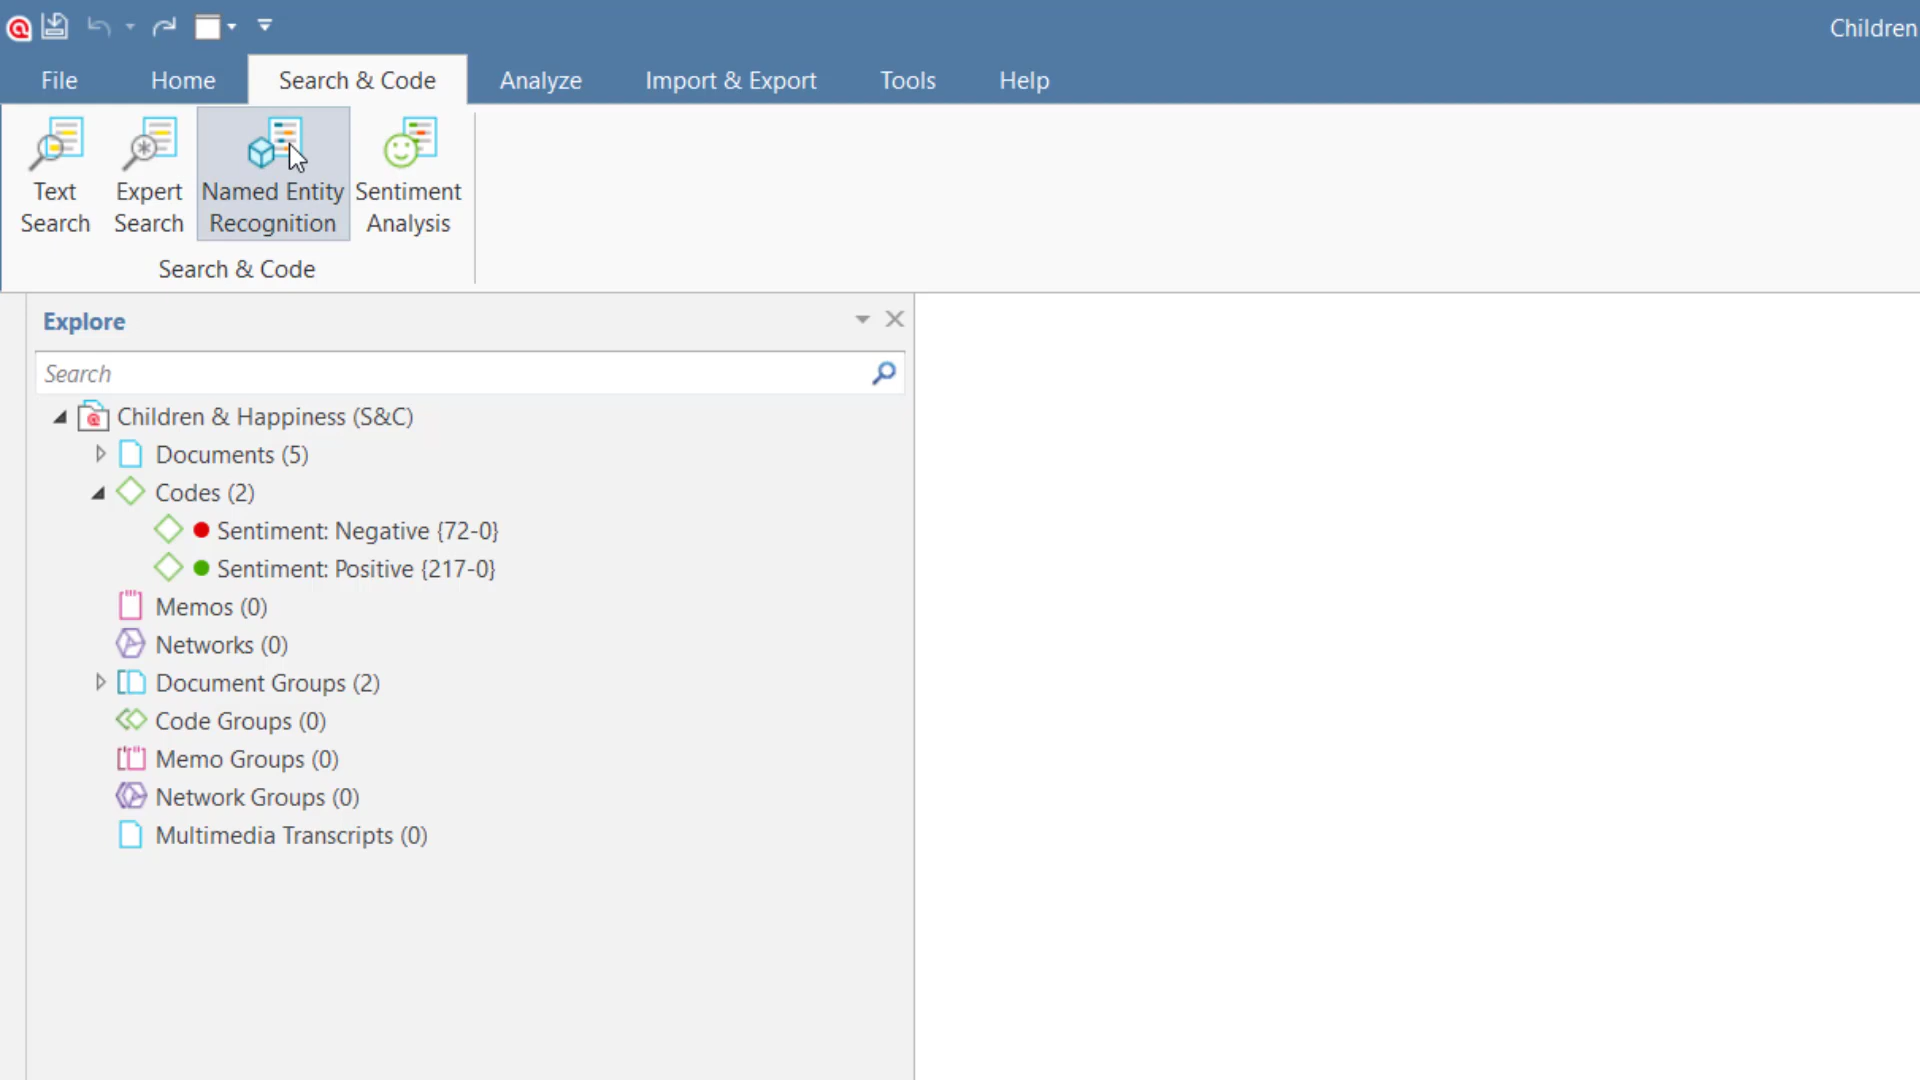 Children
File Home Search & Code Analyze Import & Export Tools Help
Text Search
Expert Search
Named Entity Recognition
Sentiment Analysis
Search & Code
Explore
Search
Children & Happiness (S&C)
Documents (5)
Codes (2)
Sentiment: Negative {72-0}
Sentiment: Positive {217-0}
Memos (0)
Networks (0)
Document Groups (2)
Code Groups (0)
Memo Groups (0)
Network Groups (0)
Multimedia Transcripts (0)